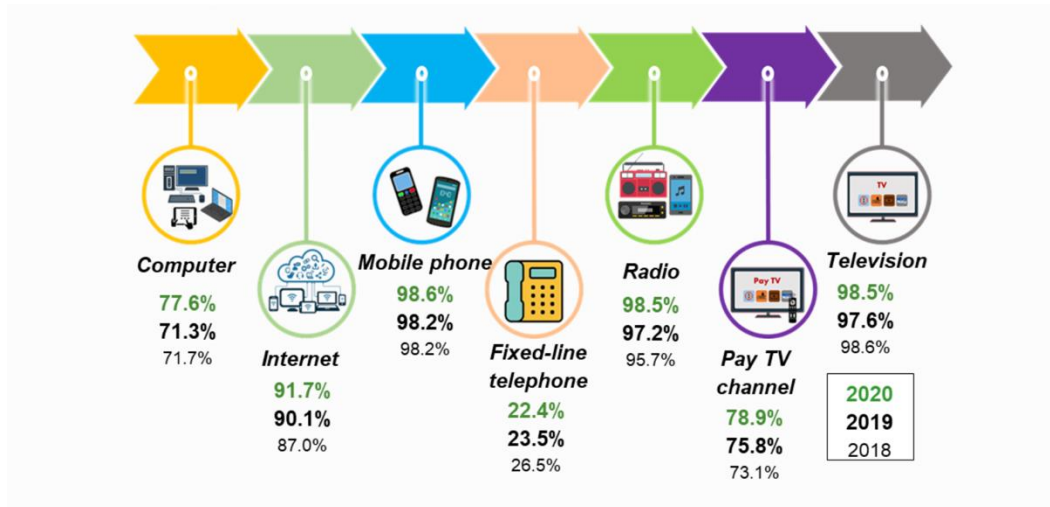 Computer
77.6%
71.3%
71.7%
Internet
91.7%
90.1%
87.0%
Mobile phone
98.6%
98.2%
98.2%
Fixed-line
telephone
22.4%
23.5%
26.5%
Radio
98.5%
97.2%
95.7%
Pay TV
Pay TV
channel
78.9%
75.8%
73.1%
TV
Television
98.5%
97.6%
98.6%
2020
2019
2018